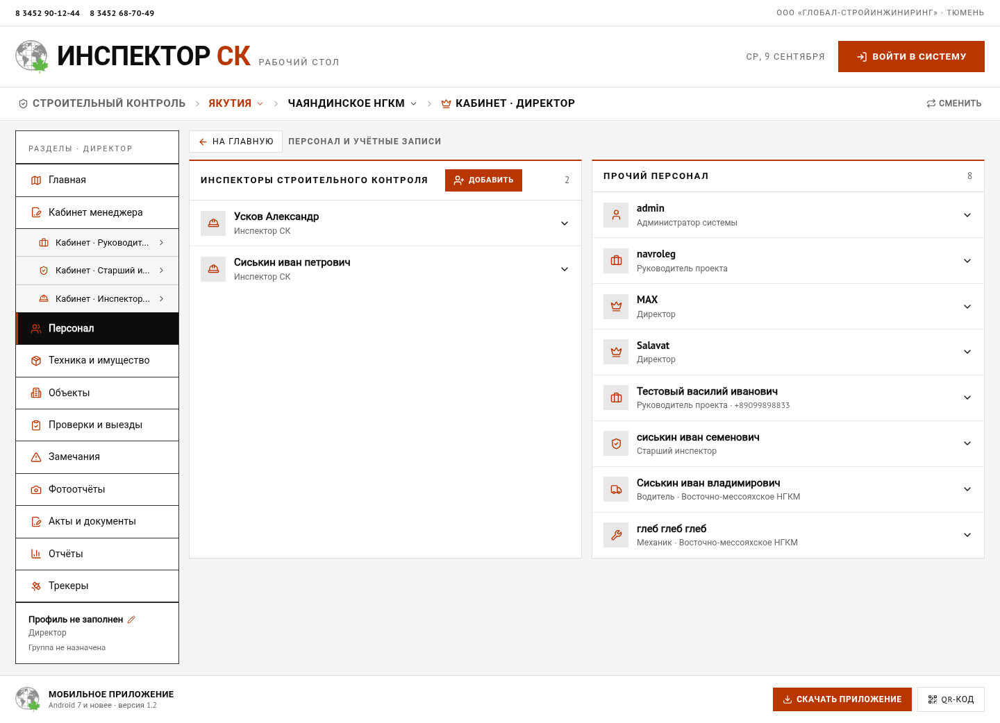 8 3452 90-12-44 8 3452 68-70-49
ООО «ГЛОБАЛ-СТРОЙИНЖИНИРИНГ» · ТЮМЕНЬ
ИНСПЕКТОР СК РАБОЧИЙ СТОЛ
СР, 9 СЕНТЯБРЯ
ВОЙТИ В СИСТЕМУ
СТРОИТЕЛЬНЫЙ КОНТРОЛЬ
ЯКУТИЯ
ЧАЯНДИНСКОЕ НГКМ
КАБИНЕТ · ДИРЕКТОР
СМЕНИТЬ
РАЗДЕЛЫ · ДИРЕКТОР
Главная
Кабинет менеджера
Кабинет · Руководит...
Кабинет · Старший и...
Кабинет · Инспектор...
Персонал
Техника и имущество
Объекты
Проверки и выезды
Замечания
Фотоотчёты
Акты и документы
Отчёты
Трекеры
Профиль не заполнен
Директор
Группа не назначена
НА ГЛАВНУЮ
ПЕРСОНАЛ И УЧЁТНЫЕ ЗАПИСИ
ИНСПЕКТОРЫ СТРОИТЕЛЬНОГО КОНТРОЛЯ
ДОБАВИТЬ
2
Усков Александр
Инспектор СК
Сиськин иван петрович
Инспектор СК
ПРОЧИЙ ПЕРСОНАЛ
8
admin
Администратор системы
navroleg
Руководитель проекта
MAX
Директор
Salavat
Директор
Тестовый василий иванович
Руководитель проекта · +89099898833
сиськин иван семенович
Старший инспектор
Сиськин иван владимирович
Водитель · Восточно-мессояхское НГКМ
глеб глеб глеб
Механик · Восточно-мессояхское НГКМ
МОБИЛЬНОЕ ПРИЛОЖЕНИЕ
Android 7 и новее · версия 1.2
СКАЧАТЬ ПРИЛОЖЕНИЕ
QR-КОД